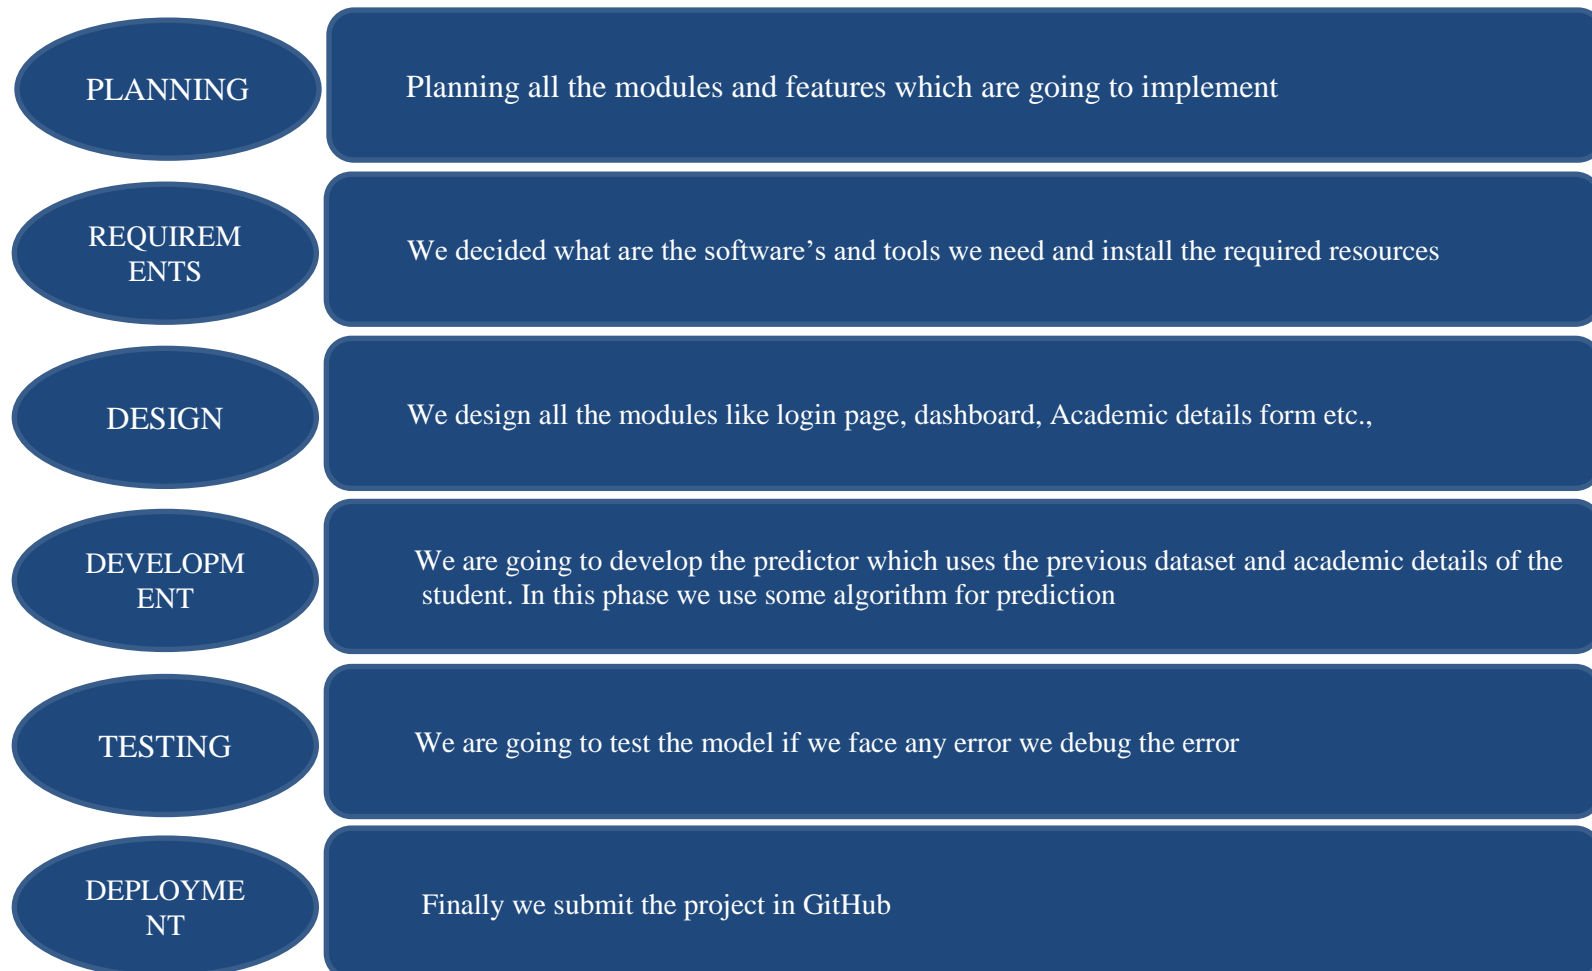 PLANNING
Planning all the modules and features which are going to implement
REQUIREM
ENTS
We decided what are the software’s and tools we need and install the required resources
DESIGN
We design all the modules like login page, dashboard, Academic details form etc.,
DEVELOPM
ENT
We are going to develop the predictor which uses the previous dataset and academic details of the
student. In this phase we use some algorithm for prediction
TESTING
We are going to test the model if we face any error we debug the error
DEPLOYME
NT
Finally we submit the project in GitHub